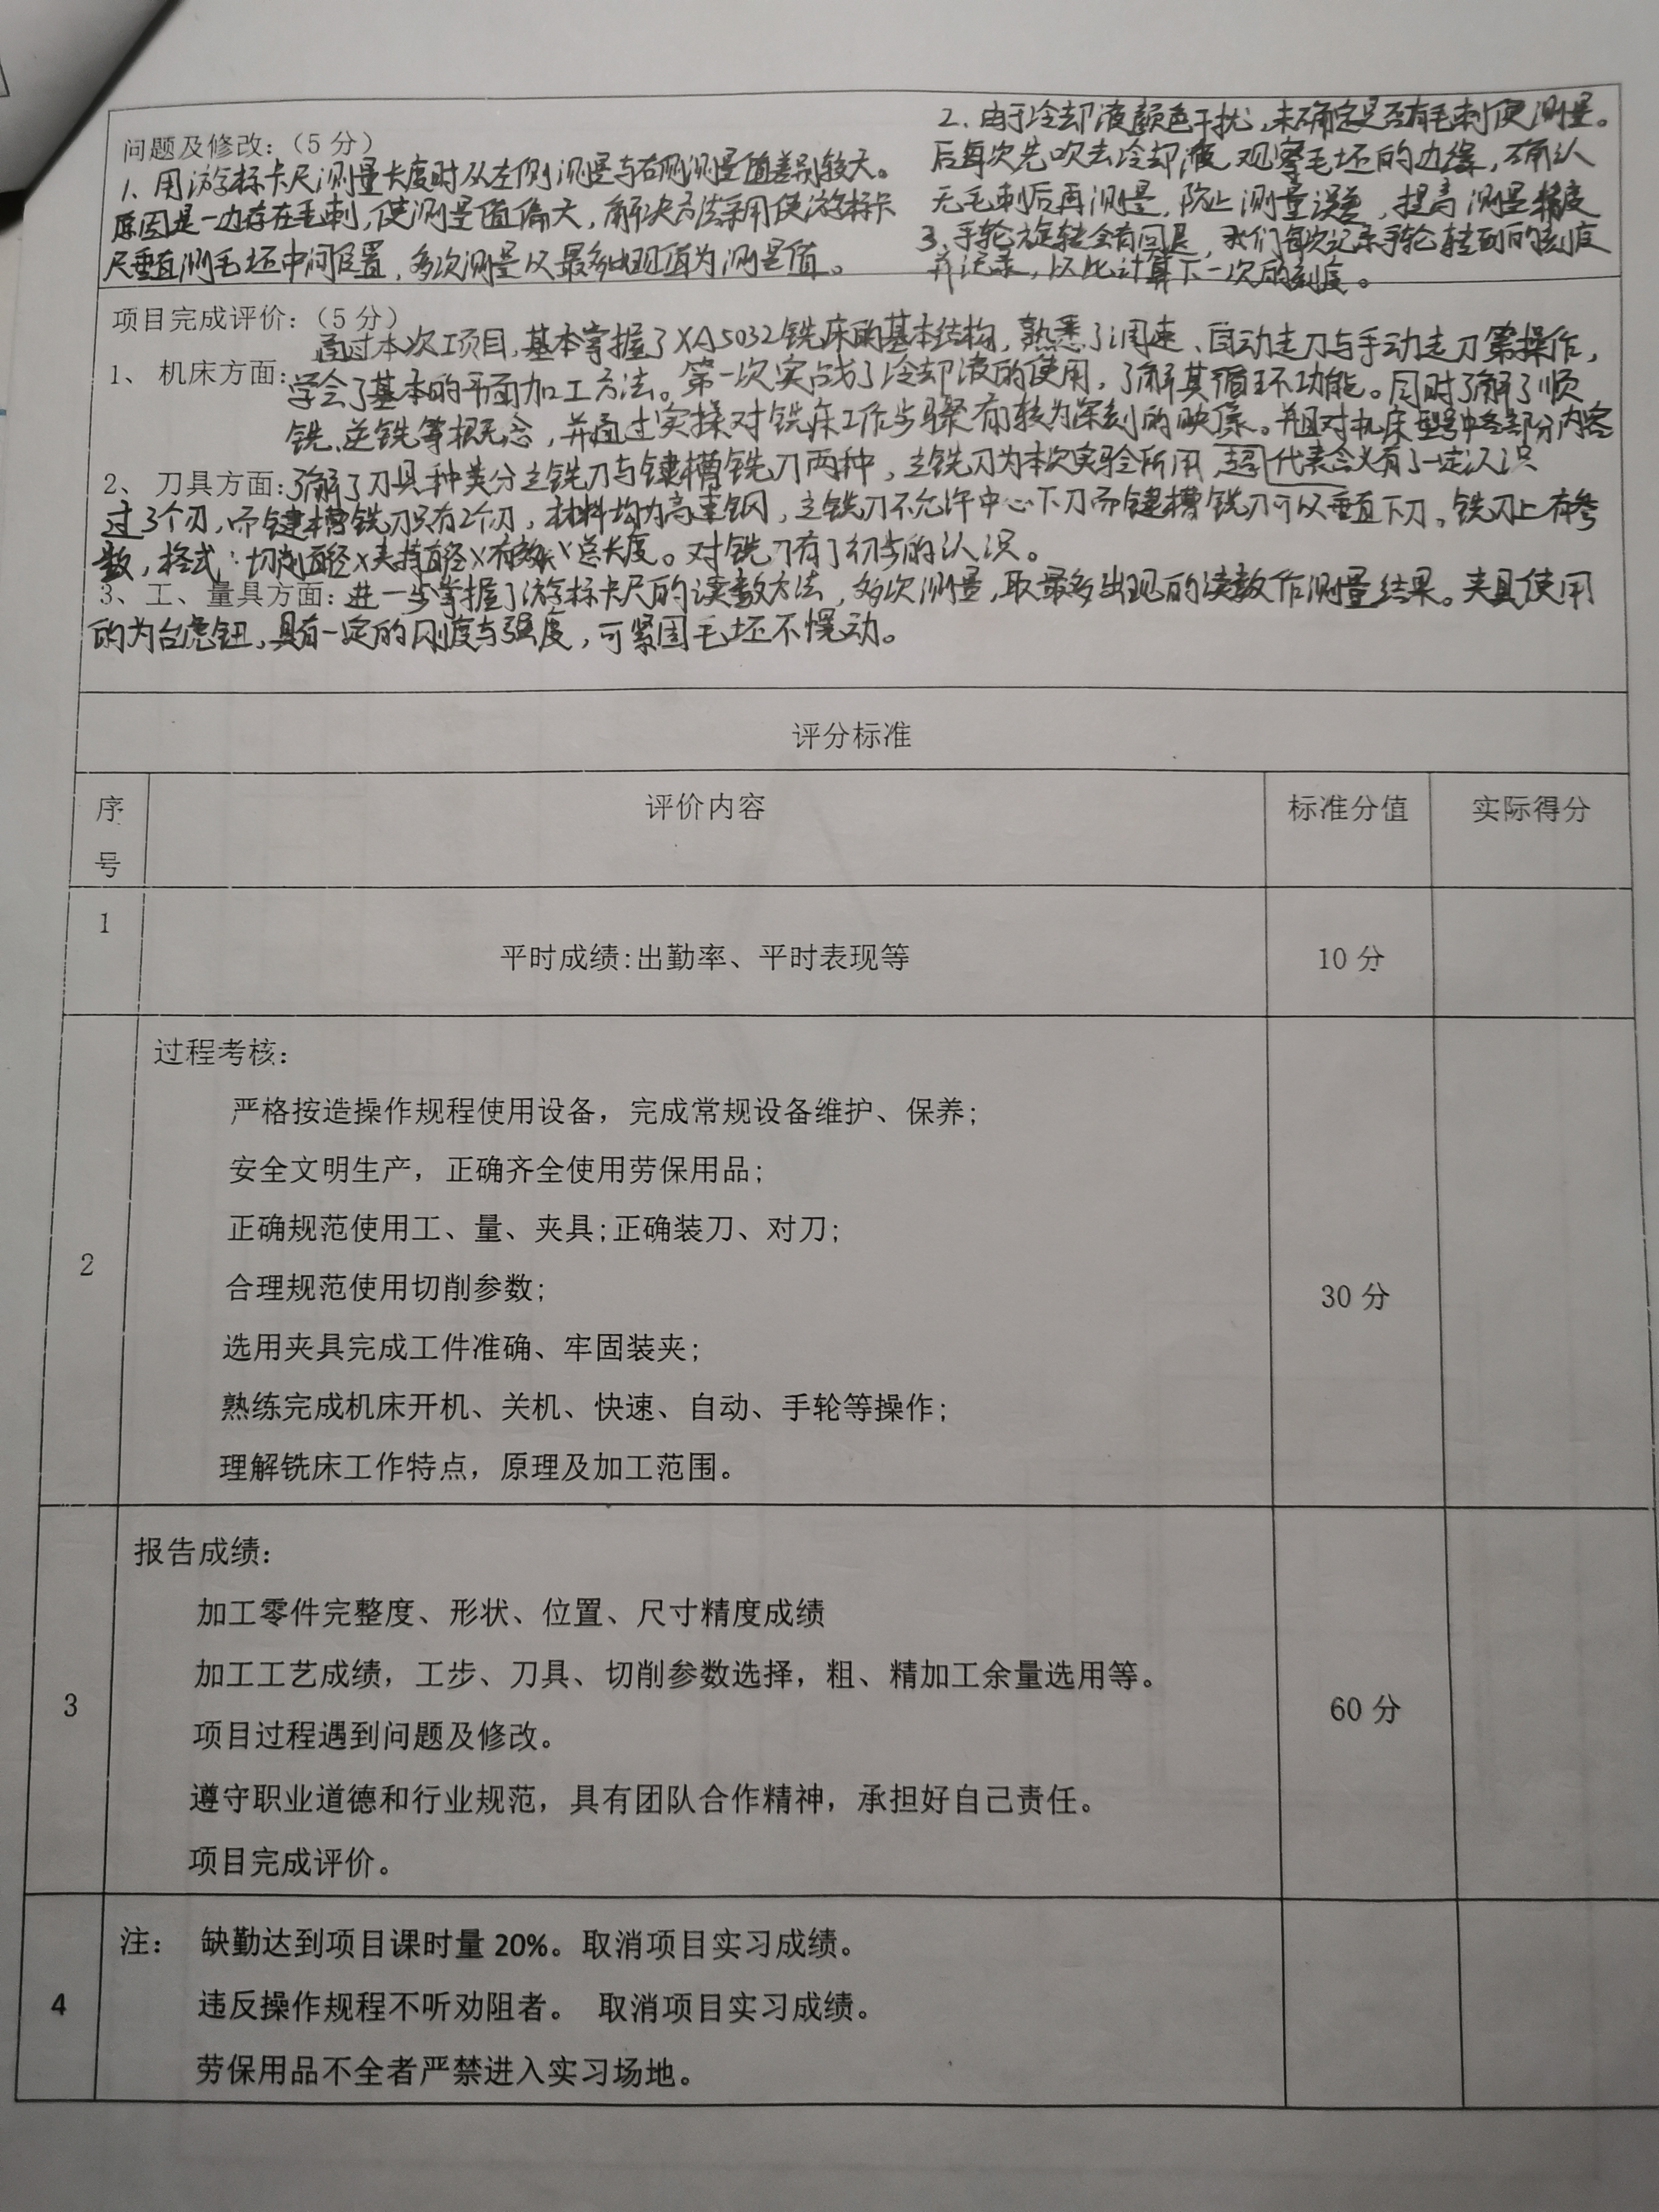 问题及修改：（5 分）
1、用游标卡尺测量长度时从左侧测量与右侧测量值差别较大。
原因是一边存在毛刺，使测量值偏大，解决方法采用使游标卡
尺垂直测毛坯中间位置，多次测量以最多出现值为测量值。
2、由于冷却液颜色干扰，未确定是否有毛刺便测量。
后每次先吹去冷却液，观察毛坯的边缘，确认
无毛刺后再测量，防止测量误差，提高测量精度
3、手轮旋转会有回退，我们每次记录手轮转到的刻度
并记录，以此计算下一次的刻度。
项目完成评价：（5 分）
通过本次工项目，基本掌握了XA5032铣床的基本结构，熟悉了调速、自动走刀与手动走刀等操作，
1、 机床方面：学会了基本的平面加工方法。第一次实战了冷却液的使用，了解其循环功能。同时了解了顺
铣、逆铣等概念，并通过实操对铣床工作步骤有较为深刻的映像。并且对机床型号中各部分内容
代表含义有了一定认识
2、 刀具方面：了解了刀具种类分立铣刀与键槽铣刀两种，立铣刀为本次实验所用，
过3个刃，而键槽铣刀只有2个刃，材料均为高速钢，立铣刀不允许中心下刀而键槽铣刀可以垂直下刀。铣刀上有参
数，格式：切削直径×夹持直径×有效长×总长度。对铣刀有了初步的认识。
3、工、量具方面：进一步掌握了游标卡尺的读数方法，多次测量，取最多出现的读数作测量结果。夹具使用
的为台虎钳，具有一定的刚度与强度，可紧固毛坯不慌动。
评分标准
序号 评价内容 标准分值 实际得分
1 平时成绩:出勤率、平时表现等 10 分
过程考核：
严格按造操作规程使用设备，完成常规设备维护、保养；
安全文明生产，正确齐全使用劳保用品；
正确规范使用工、量、夹具;正确装刀、对刀；
合理规范使用切削参数；
2 30 分
选用夹具完成工件准确、牢固装夹；
熟练完成机床开机、关机、快速、自动、手轮等操作；
理解铣床工作特点，原理及加工范围。
报告成绩：
加工零件完整度、形状、位置、尺寸精度成绩
加工工艺成绩，工步、刀具、切削参数选择，粗、精加工余量选用等。
3 60 分
项目过程遇到问题及修改。
遵守职业道德和行业规范，具有团队合作精神，承担好自己责任。
项目完成评价。
注： 缺勤达到项目课时量 20%。取消项目实习成绩。
4 违反操作规程不听劝阻者。 取消项目实习成绩。
劳保用品不全者严禁进入实习场地。